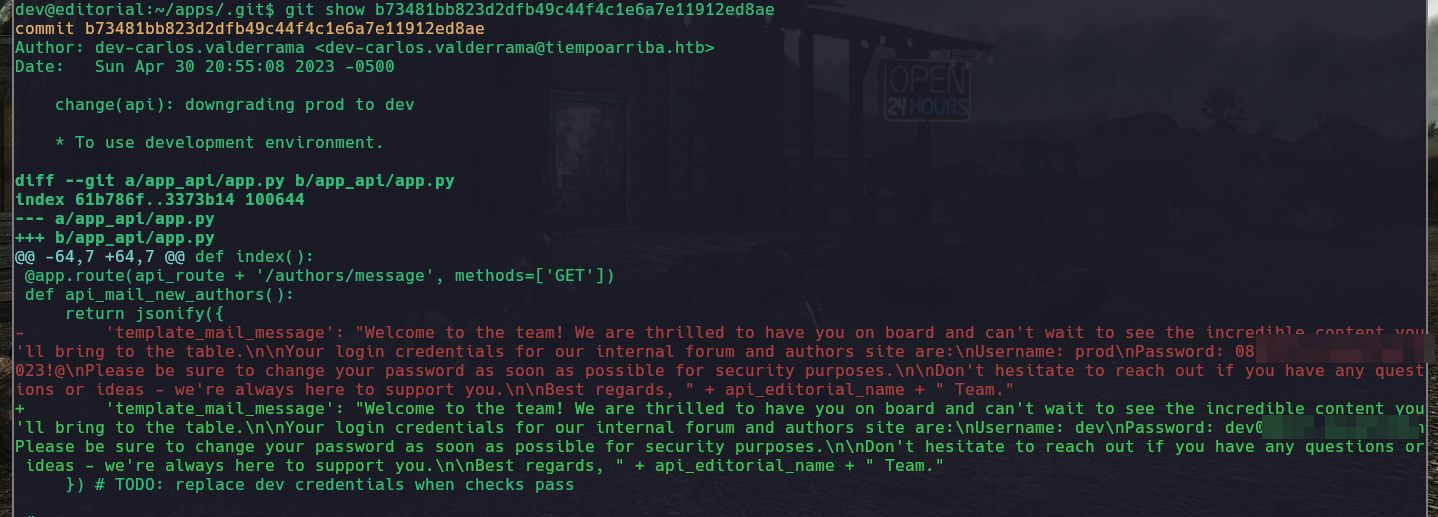 dev@editorial:~/apps/.git$ git show b73481bb823d2dfb49c44f4c1e6a7e11912ed8ae
commit b73481bb823d2dfb49c44f4c1e6a7e11912ed8ae
Author: dev-carlos.valderrama <dev-carlos.valderrama@tiempoarriba.htb>
Date:   Sun Apr 30 20:55:08 2023 -0500
OPEN
24 HOURS
    change(api): downgrading prod to dev
    * To use development environment.
diff --git a/app_api/app.py b/app_api/app.py
index 61b786f..3373b14 100644
--- a/app_api/app.py
+++ b/app_api/app.py
@@ -64,7 +64,7 @@ def index():
 @app.route(api_route + '/authors/message', methods=['GET'])
 def api_mail_new_authors():
     return jsonify({
-        'template_mail_message': "Welcome to the team! We are thrilled to have you on board and can't wait to see the incredible content you
'll bring to the table.\n\nYour login credentials for our internal forum and authors site are:\nUsername: prod\nPassword: 08
023!@\nPlease be sure to change your password as soon as possible for security purposes.\n\nDon't hesitate to reach out if you have any quest
ions or ideas - we're always here to support you.\n\nBest regards, " + api_editorial_name + " Team."
+        'template_mail_message': "Welcome to the team! We are thrilled to have you on board and can't wait to see the incredible content you
'll bring to the table.\n\nYour login credentials for our internal forum and authors site are:\nUsername: dev\nPassword: dev0
Please be sure to change your password as soon as possible for security purposes.\n\nDon't hesitate to reach out if you have any questions or
 ideas - we're always here to support you.\n\nBest regards, " + api_editorial_name + " Team."
     }) # TODO: replace dev credentials when checks pass